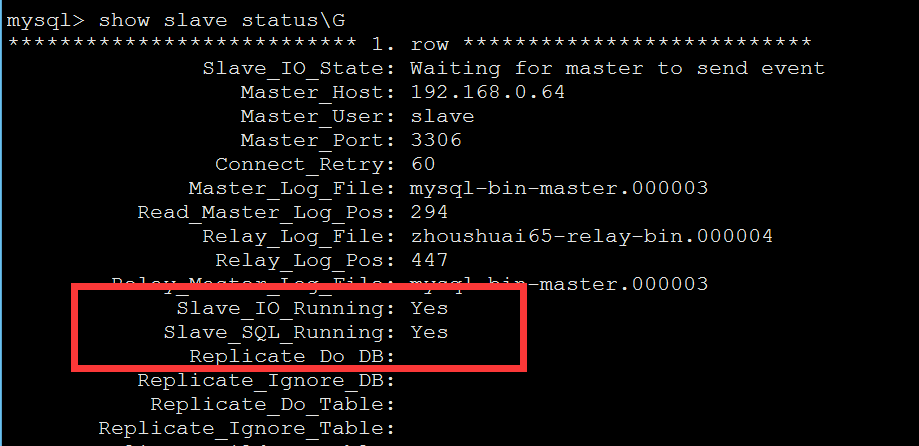 mysql> show slave status\G
*************************** 1. row ***************************
Slave_IO_State: Waiting for master to send event
Master_Host: 192.168.0.64
Master_User: slave
Master_Port: 3306
Connect_Retry: 60
Master_Log_File: mysql-bin-master.000003
Read_Master_Log_Pos: 294
Relay_Log_File: zhoushuai65-relay-bin.000004
Relay_Log_Pos: 447
Relay_Master_Log_File: mysql-bin-master.000003
Slave_IO_Running: Yes
Slave_SQL_Running: Yes
Replicate_Do_DB:
Replicate_Ignore_DB:
Replicate_Do_Table:
Replicate_Ignore_Table: